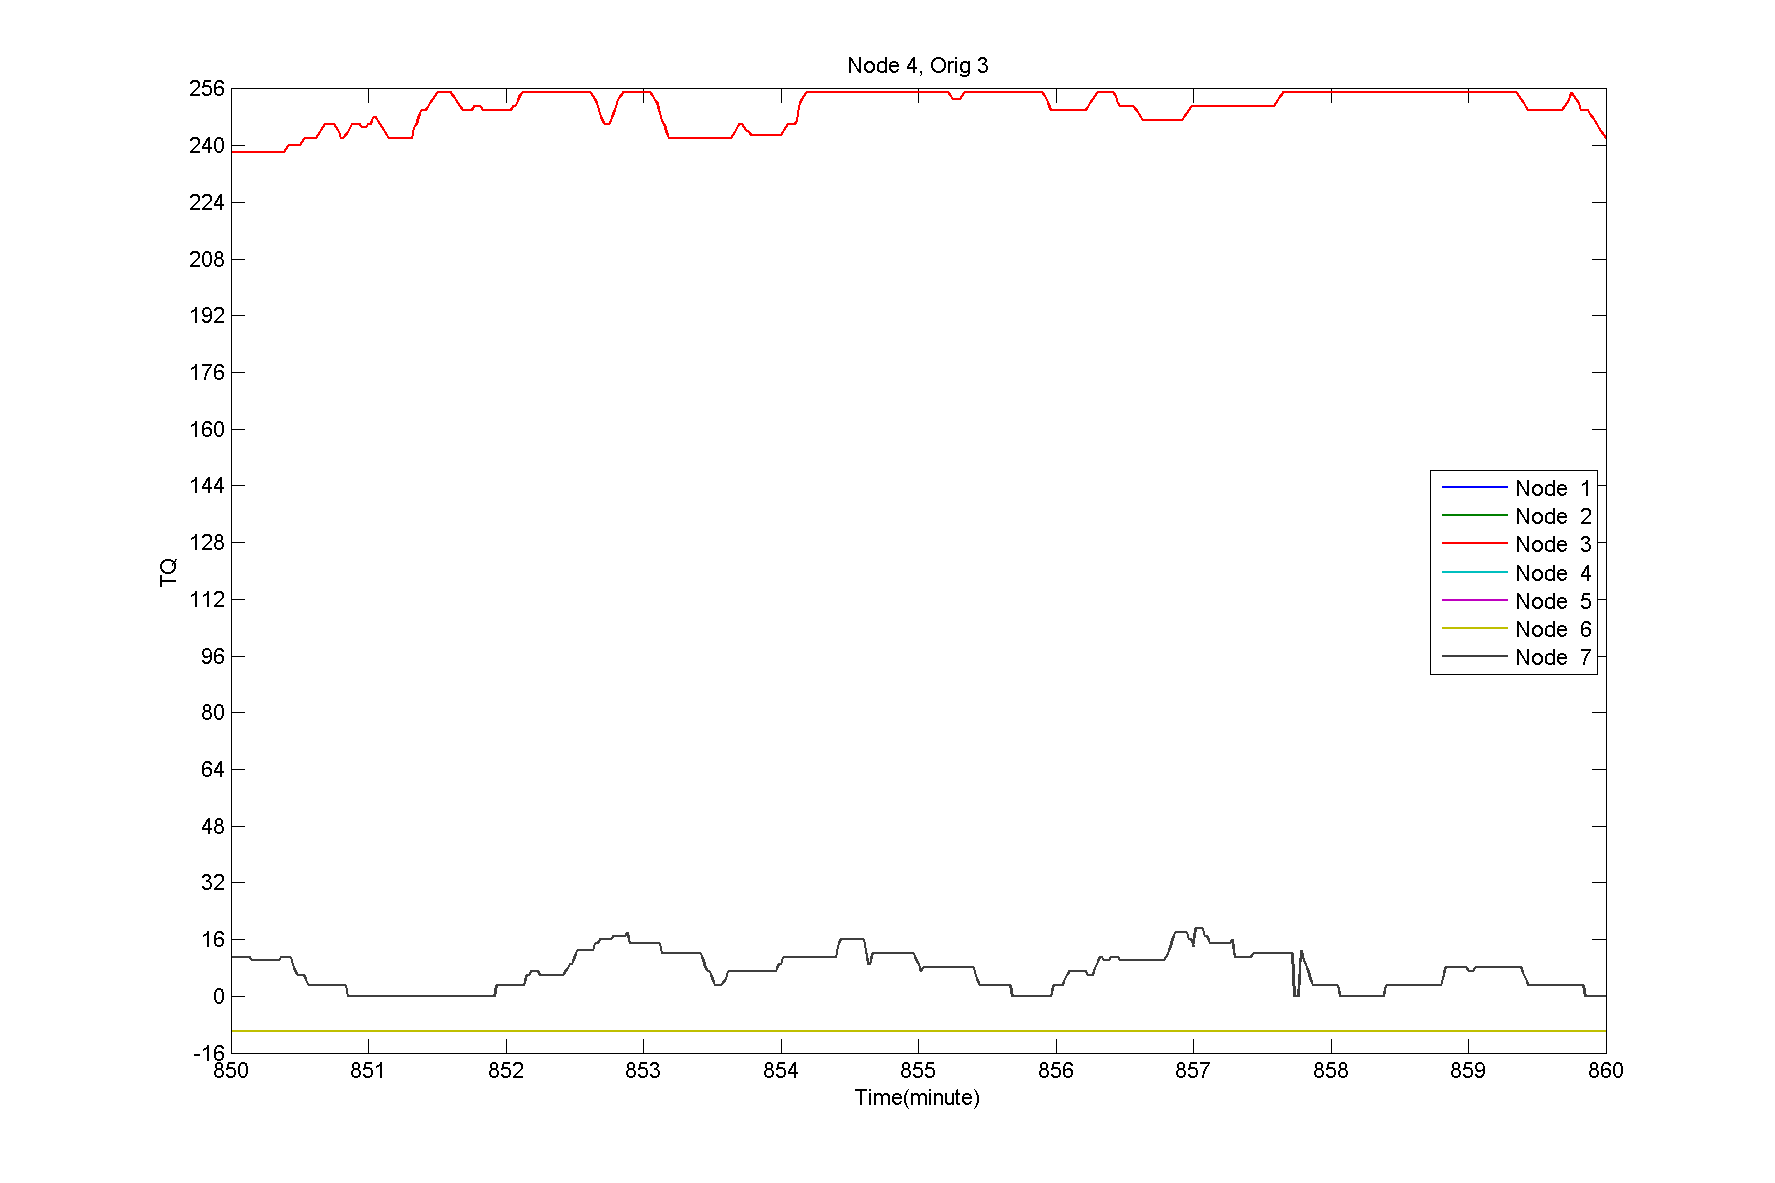 Node 4, Orig 3
256
240
224
208
192
176
160
144
128
112
96
80
64
48
32
16
0
-16
TQ
Node 1
Node 2
Node 3
Node 4
Node 5
Node 6
Node 7
850 851 852 853 854 855 856 857 858 859 860
Time(minute)